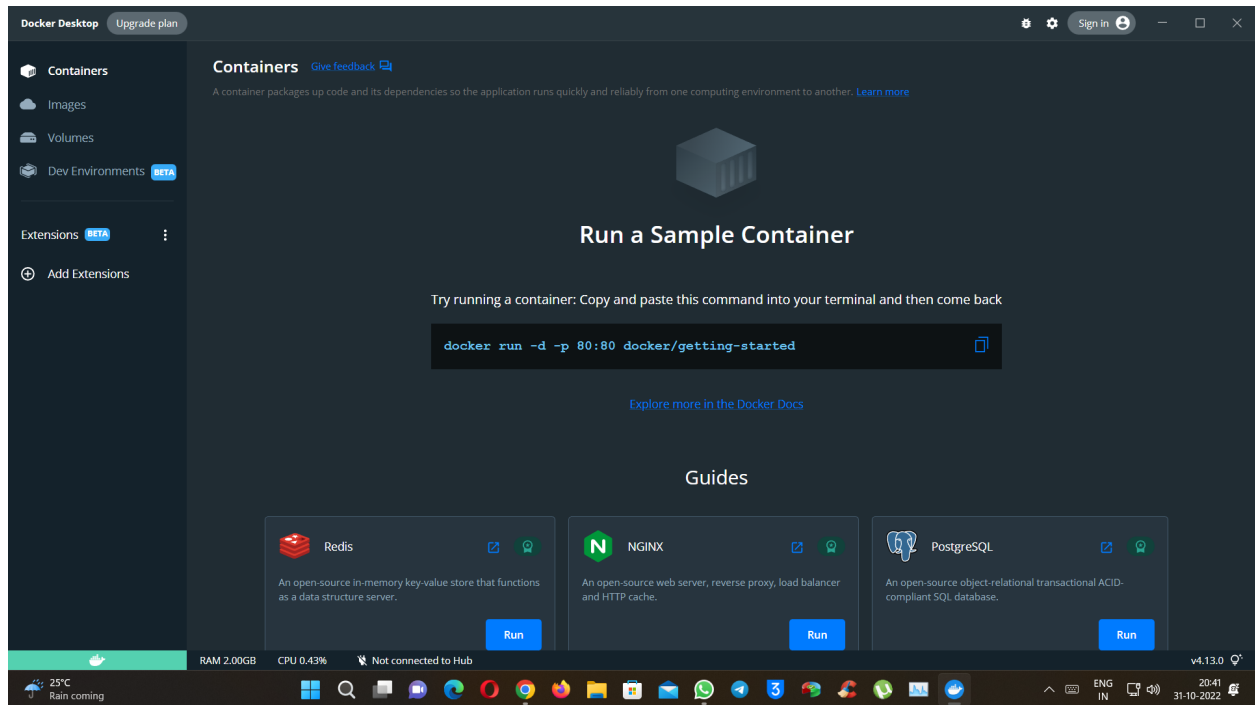 Docker Desktop Upgrade plan
Sign in
Containers
Images
Volumes
Dev Environments BETA
Extensions BETA
Add Extensions
Containers Give feedback
A container packages up code and its dependencies so the application runs quickly and reliably from one computing environment to another. Learn more
Run a Sample Container
Try running a container: Copy and paste this command into your terminal and then come back
docker run -d -p 80:80 docker/getting-started
Explore more in the Docker Docs
Guides
Redis
An open-source in-memory key-value store that functions
as a data structure server.
Run
NGINX
An open-source web server, reverse proxy, load balancer
and HTTP cache.
Run
PostgreSQL
An open-source object-relational transactional ACID-
compliant SQL database.
Run
RAM 2.00GB CPU 0.43% Not connected to Hub
v4.13.0
25°C
Rain coming
3
ENG
IN
20:41
31-10-2022